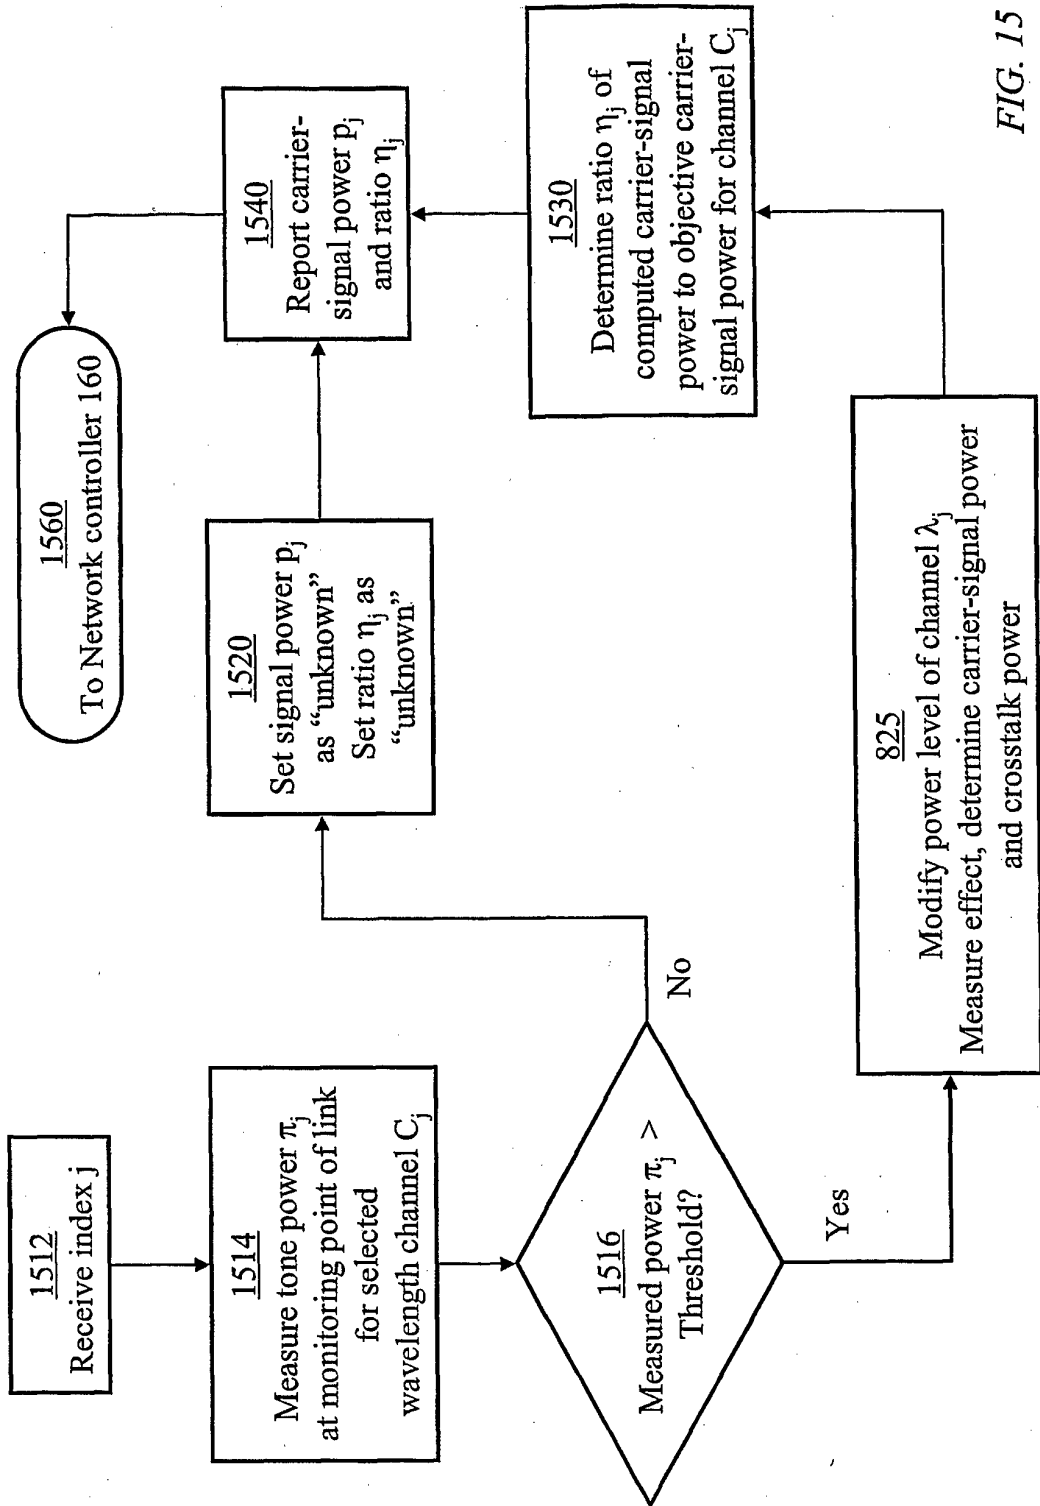 1512
Receive index j
1514
Measure tone power πj
at monitoring point of link
for selected
wavelength channel Cj
1516
Measured power πj >
Threshold?
No
Yes
1520
Set signal power pj
as “unknown”
Set ratio ηj as
“unknown”
825
Modify power level of channel λj
Measure effect, determine carrier-signal power
and crosstalk power
1530
Determine ratio ηj of
computed carrier-signal
power to objective carrier-
signal power for channel Cj
1540
Report carrier-
signal power pj
and ratio ηj
1560
To Network controller 160
FIG. 15